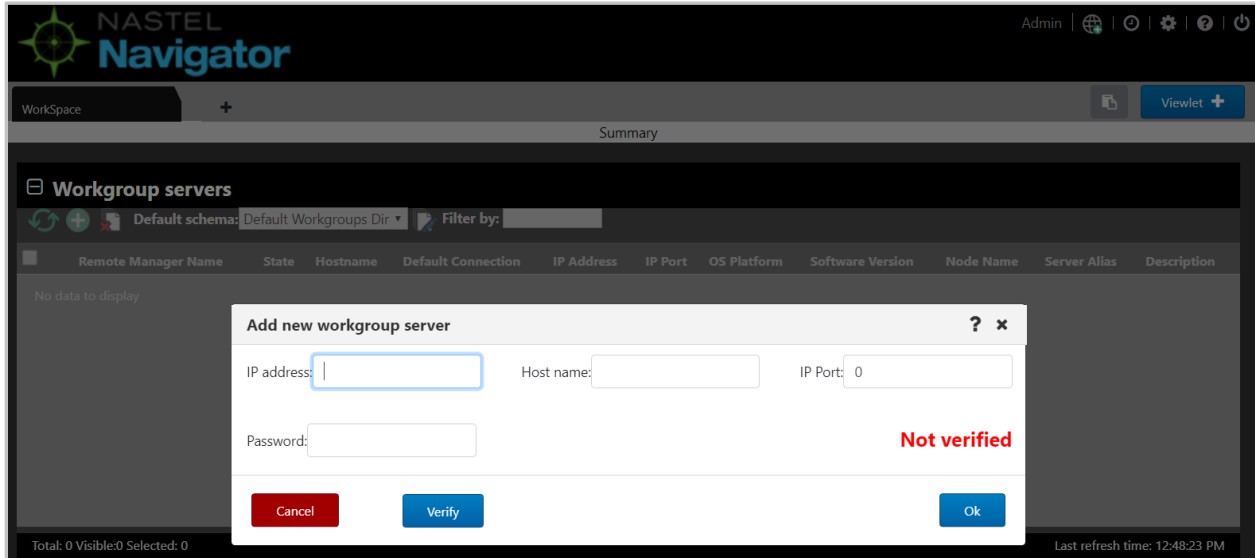 NASTEL
Navigator
Admin
WorkSpace
Viewlet
Summary
Workgroup servers
Default schema: Default Workgroups Dir Filter by:
Remote Manager Name State Hostname Default Connection IP Address IP Port OS Platform Software Version Node Name Server Alias Description
No data to display
Add new workgroup server ? ×
IP address: Host name: IP Port: 0
Password: Not verified
Cancel Verify Ok
Total: 0 Visible:0 Selected: 0 Last refresh time: 12:48:23 PM